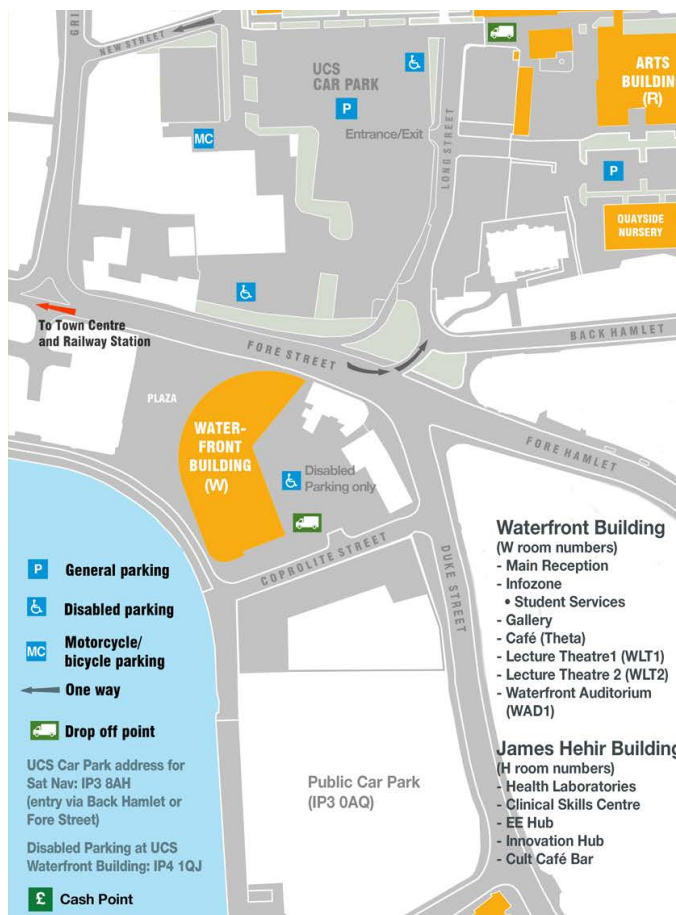 GRI
NEW STREET
UCS
CAR PARK
P
Entrance/Exit
MC
LONG STREET
ARTS
BUILDIN
(R)
P
QUAYSIDE
NURSERY
To Town Centre
and Railway Station
FORE STREET
BACK HAMLET
PLAZA
WATER-
FRONT
BUILDING
(W)
Disabled
Parking only
FORE HAMLET
COPROLITE STREET
DUKE STREET
P General parking
Disabled parking
MC Motorcycle/
bicycle parking
One way
Drop off point
UCS Car Park address for
Sat Nav: IP3 8AH
(entry via Back Hamlet or
Fore Street)
Disabled Parking at UCS
Waterfront Building: IP4 1QJ
£ Cash Point
Public Car Park
(IP3 0AQ)
Waterfront Building
(W room numbers)
- Main Reception
- Infozone
• Student Services
- Gallery
- Café (Theta)
- Lecture Theatre1 (WLT1)
- Lecture Theatre 2 (WLT2)
- Waterfront Auditorium
(WAD1)
James Hehir Building
(H room numbers)
- Health Laboratories
- Clinical Skills Centre
- EE Hub
- Innovation Hub
- Cult Café Bar